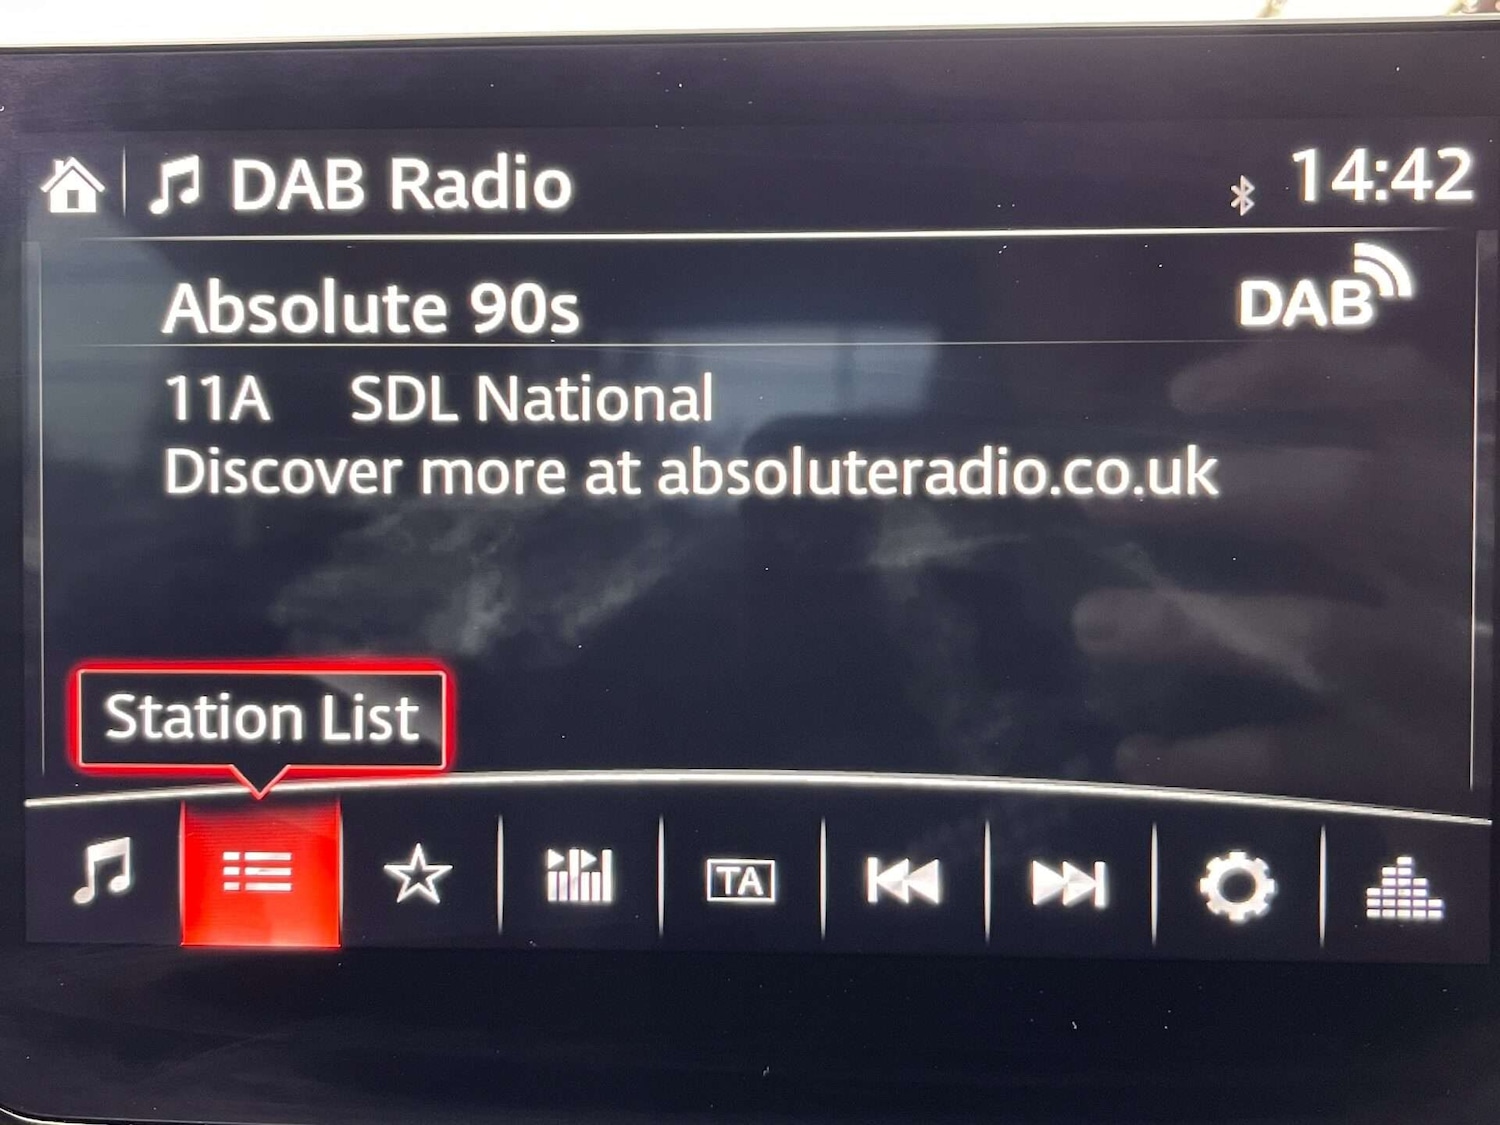 DAB Radio
14:42
Absolute 90s
DAB
11A SDL National
Discover more at absoluteradio.co.uk
Station List
TA